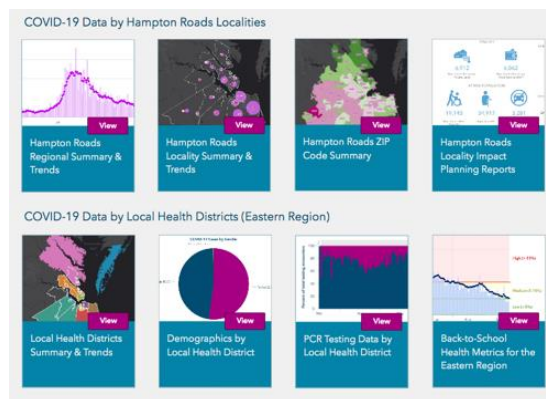 COVID-19 Data by Hampton Roads Localities
View
View
View
View
Hampton Roads
Regional Summary &
Trends
Hampton Roads
Locality Summary &
Trends
Hampton Roads ZIP
Code Summary
Hampton Roads
Locality Impact
Planning Reports
COVID-19 Data by Local Health Districts (Eastern Region)
View
View
View
View
Local Health Districts
Summary & Trends
Demographics by
Local Health District
PCR Testing Data by
Local Health District
Back-to-School
Health Metrics for the
Eastern Region